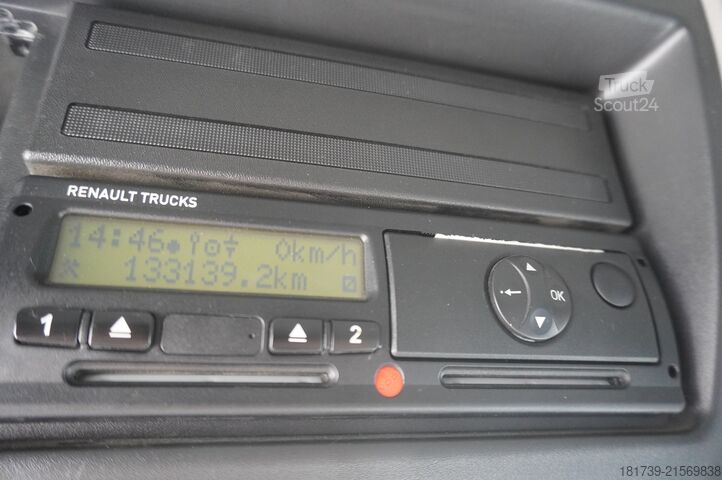 Truck
Scout24
RENAULT TRUCKS
14:46 0km/h
133139.2km
1 2
OK
181739-21569838